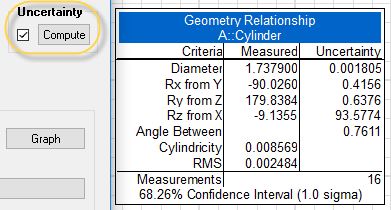 Uncertainty
Compute
Graph
Geometry Relationship
A::Cylinder
Criteria Measured Uncertainty
Diameter 1.737900 0.001805
Rx from Y -90.0260 0.4156
Ry from Z 179.8384 0.6376
Rz from X -9.1355 93.5774
Angle Between 0.7611
Cylindricity 0.008569
RMS 0.002484
Measurements 16
68.26% Confidence Interval (1.0 sigma)